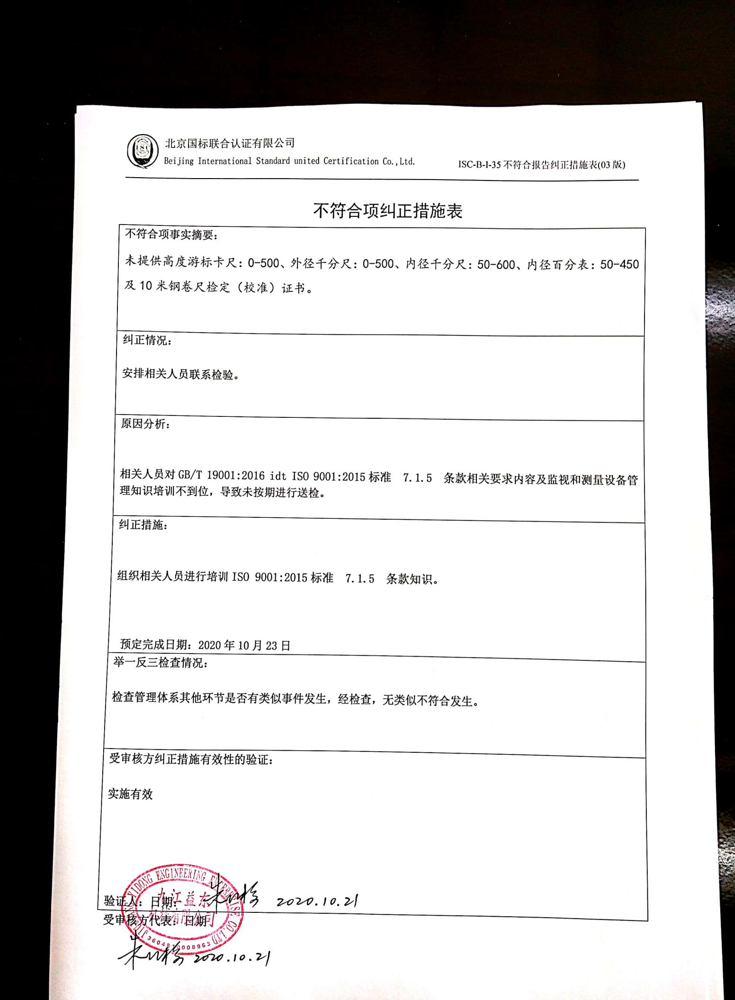 ISC
北京国标联合认证有限公司
Beijing International Standard united Certification Co.,Ltd.
ISC-B-I-35 不符合报告纠正措施表(03 版)
不符合项纠正措施表
不符合项事实摘要：
未提供高度游标卡尺：0-500、外径千分尺：0-500、内径千分尺：50-600、内径百分表：50-450
及 10 米钢卷尺检定（校准）证书。
纠正情况：
安排相关人员联系检验。
原因分析：
相关人员对 GB/T 19001:2016 idt ISO 9001:2015 标准 7.1.5 条款相关要求内容及监视和测量设备管
理知识培训不到位，导致未按期进行送检。
纠正措施：
组织相关人员进行培训 ISO 9001:2015 标准 7.1.5 条款知识。
预定完成日期：2020 年 10 月 23 日
举一反三检查情况：
检查管理体系其他环节是否有类似事件发生，经检查，无类似不符合发生。
受审核方纠正措施有效性的验证：
实施有效
验证人：日期： 2020.10.21
受审核方代表：日期
2020.10.21
JIUJIANG YIDONG ENGINEERING ENTERPRISE CO.LTD
九江益东
机械有限公司